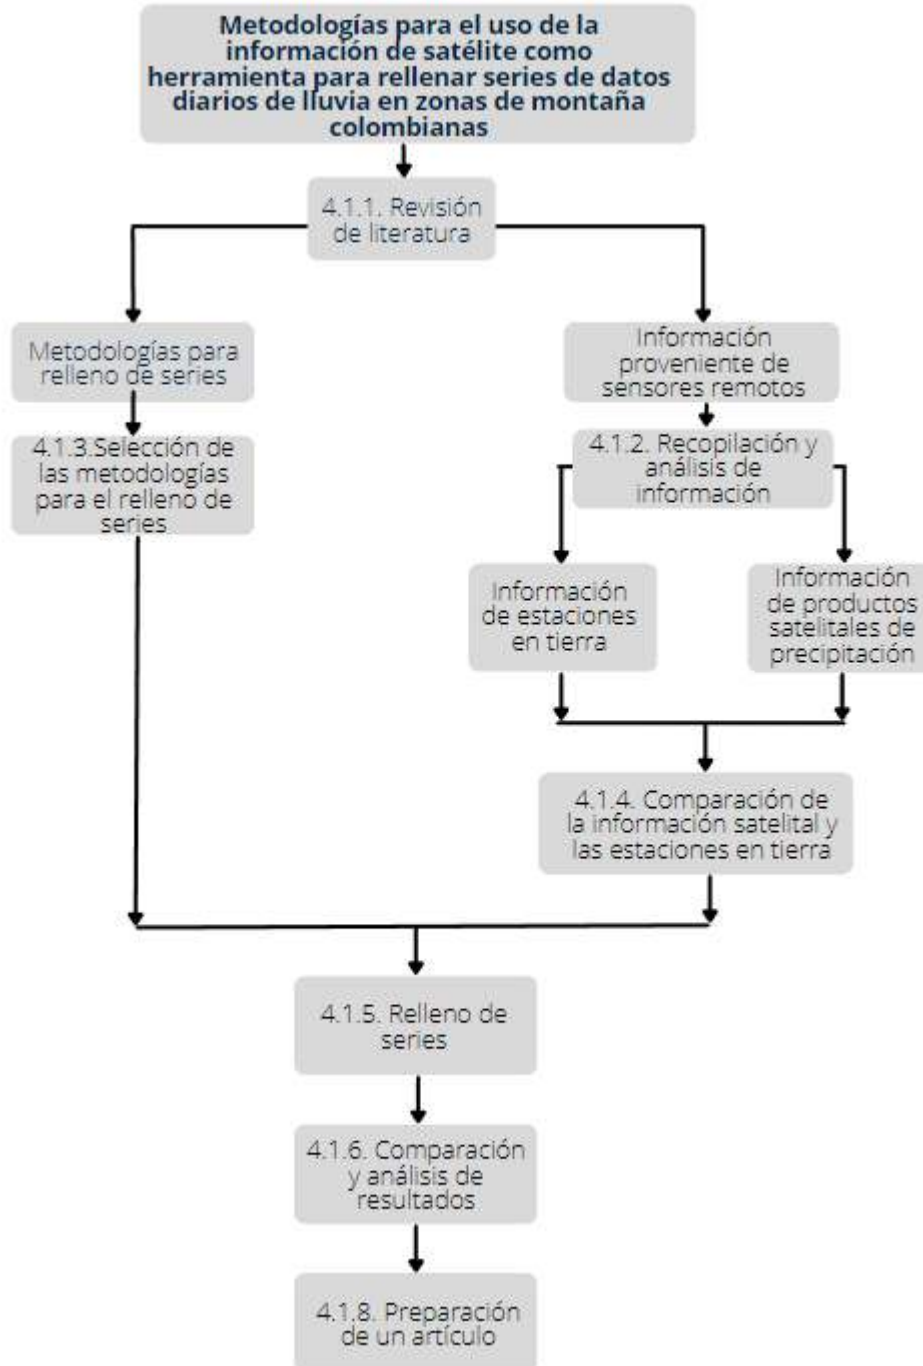 Metodologías para el uso de la
información de satélite como
herramienta para rellenar series de datos
diarios de lluvia en zonas de montaña
colombianas
4.1.1. Revisión
de literatura
Metodologías para
relleno de series
Información
proveniente de
sensores remotos
4.1.3.Selección de
las metodologías
para el relleno de
series
4.1.2. Recopilación y
análisis de
información
Información
de estaciones
en tierra
Información
de productos
satelitales de
precipitación
4.1.4. Comparación de
la información satelital y
las estaciones en tierra
4.1.5. Relleno de
series
4.1.6. Comparación
y análisis de
resultados
4.1.8. Preparación
de un artículo